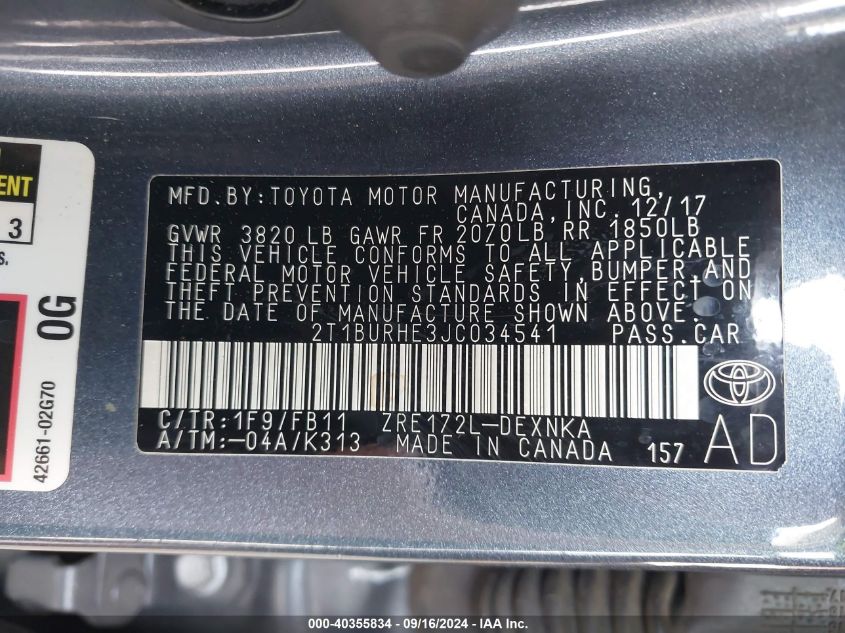 MFD. BY: TOYOTA MOTOR MANUFACTURING,
CANADA, INC. 12/17
GVWR 3820 LB GAWR FR 2070LB, RR 1850LB
THIS VEHICLE CONFORMS TO ALL APPLICABLE
FEDERAL MOTOR VEHICLE SAFETY, BUMPER, AND
THEFT PREVENTION STANDARDS IN EFFECT ON
THE DATE OF MANUFACTURE SHOWN ABOVE.
2T1BURHE3JC034541 PASS.CAR
C/TR:1F9/FB11 ZRE172L-DEXNKA
A/TM:-04A/K313 MADE IN CANADA 157 AD
3
0G
42661-02G70
000-40355834 - 09/16/2024 - IAA Inc.